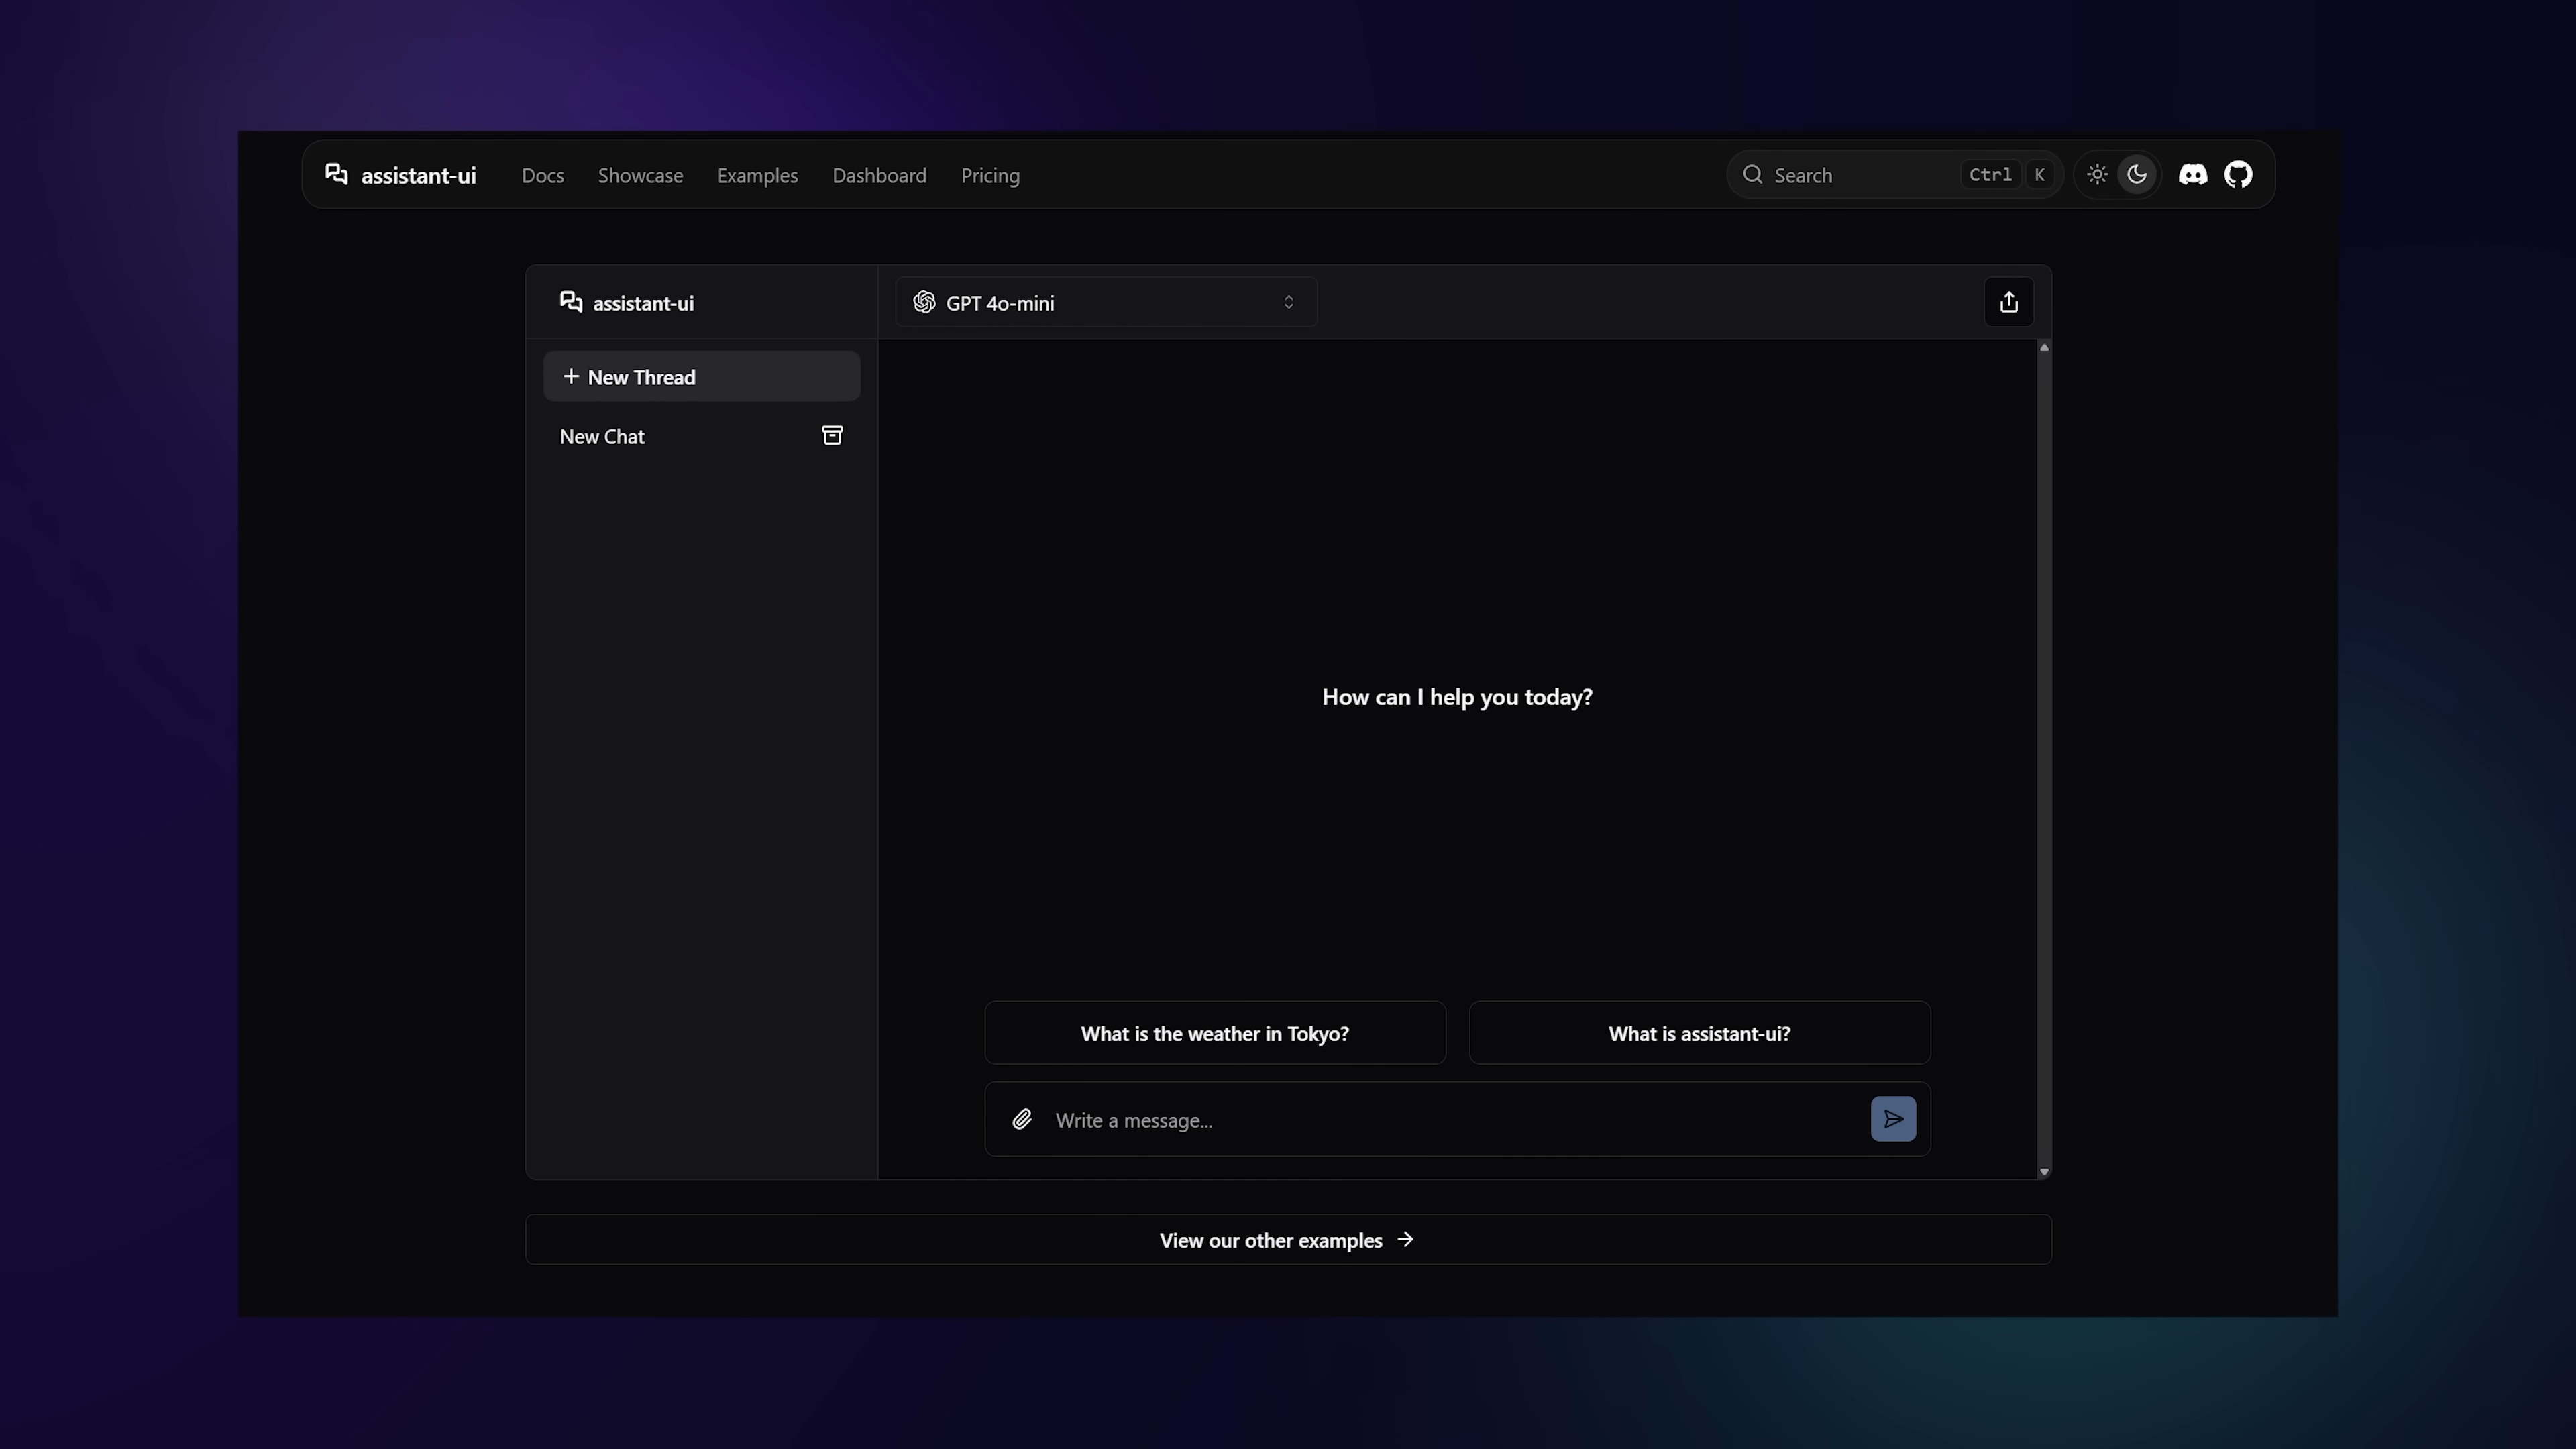 assistant-ui Docs Showcase Examples Dashboard Pricing Search Ctrl K
assistant-ui GPT 4o-mini
+ New Thread
New Chat
How can I help you today?
What is the weather in Tokyo? What is assistant-ui?
Write a message...
View our other examples →